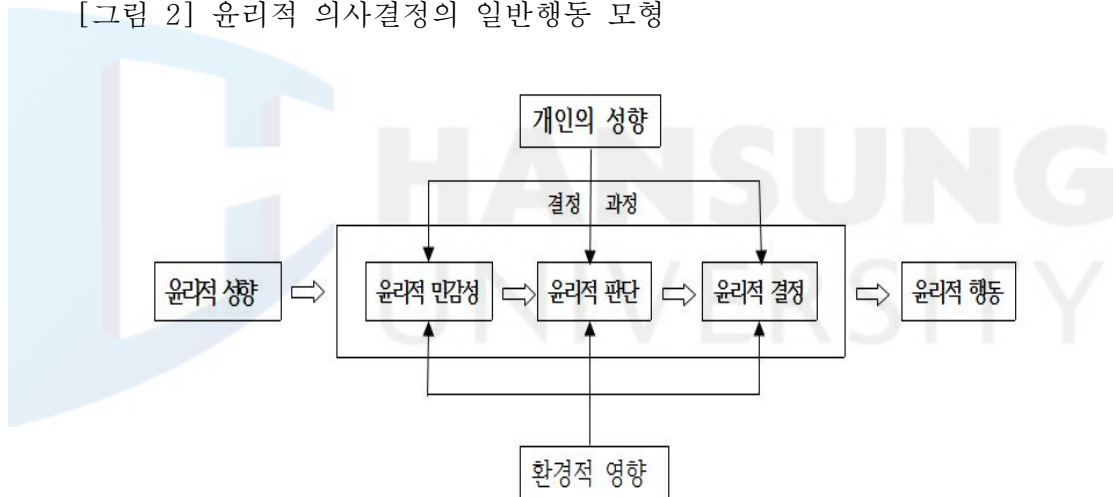 [그림 2] 윤리적 의사결정의 일반행동 모형
개인의 성향
결정 과정
윤리적 성향
윤리적 민감성
윤리적 판단
윤리적 결정
윤리적 행동
환경적 영향
HANSUNG
UNIVERSITY